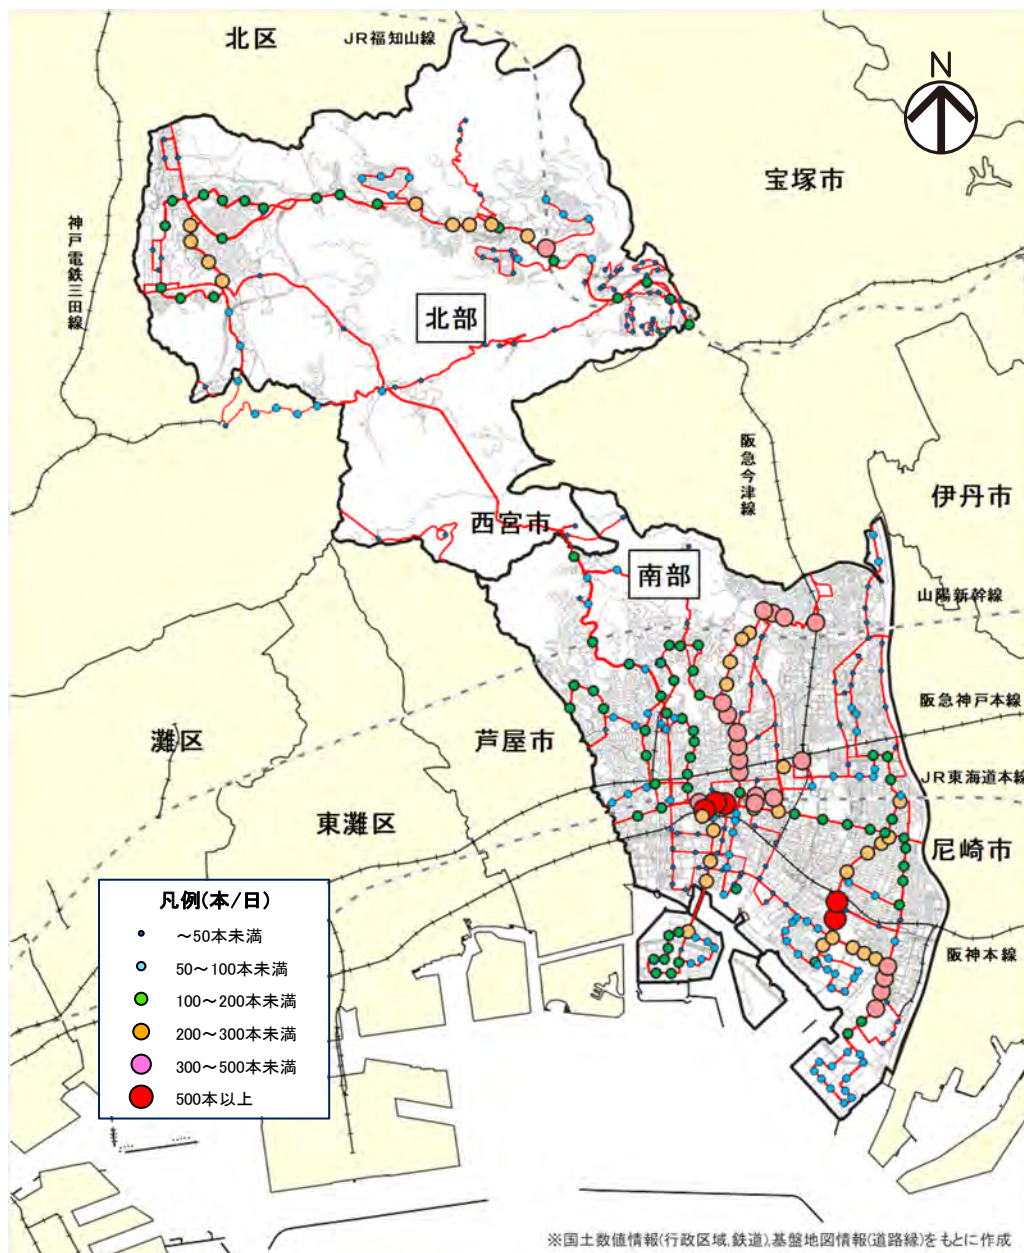 北区
JR福知山線
N
宝塚市
神戸電鉄三田線
北部
阪急今津線
伊丹市
西宮市
南部
山陽新幹線
阪急神戸本線
灘区
芦屋市
JR東海道本線
東灘区
尼崎市
阪神本線
凡例(本/日)
～50本未満
50～100本未満
100～200本未満
200～300本未満
300～500本未満
500本以上
※国土数値情報(行政区域,鉄道),基盤地図情報(道路縁)をもとに作成